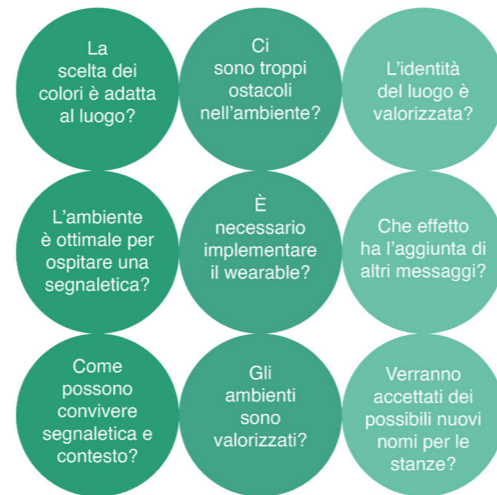 La
scelta dei
colori è adatta
al luogo?
Ci
sono troppi
ostacoli
nell'ambiente?
L'identità
del luogo è
valorizzata?
L'ambiente
è ottimale per
ospitare una
segnaletica?
È
necessario
implementare
il wearable?
Che effetto
ha l'aggiunta di
altri messaggi?
Come
possono
convivere
segnaletica e
contesto?
Gli
ambienti
sono
valorizzati?
Verranno
accettati dei
possibili nuovi
nomi per le
stanze?